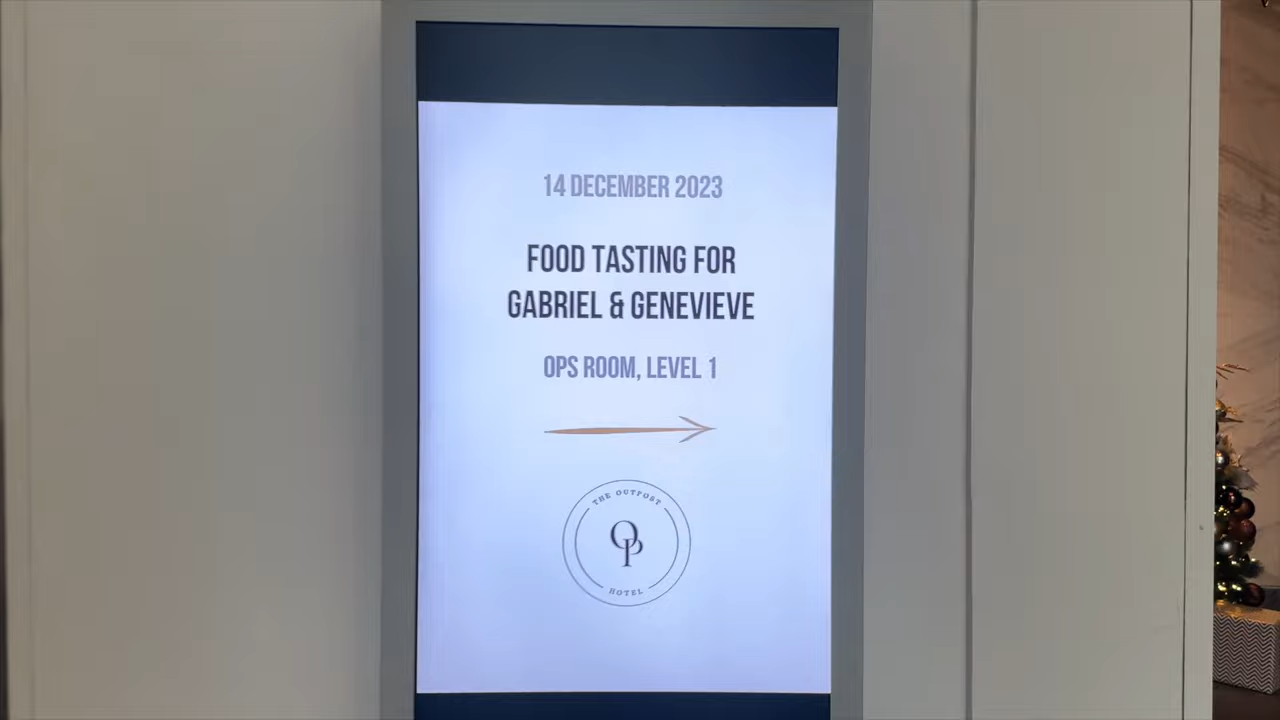 14 DECEMBER 2023
FOOD TASTING FOR
GABRIEL & GENEVIEVE
OPS ROOM, LEVEL 1
THE OUTPOST
OP
HOTEL